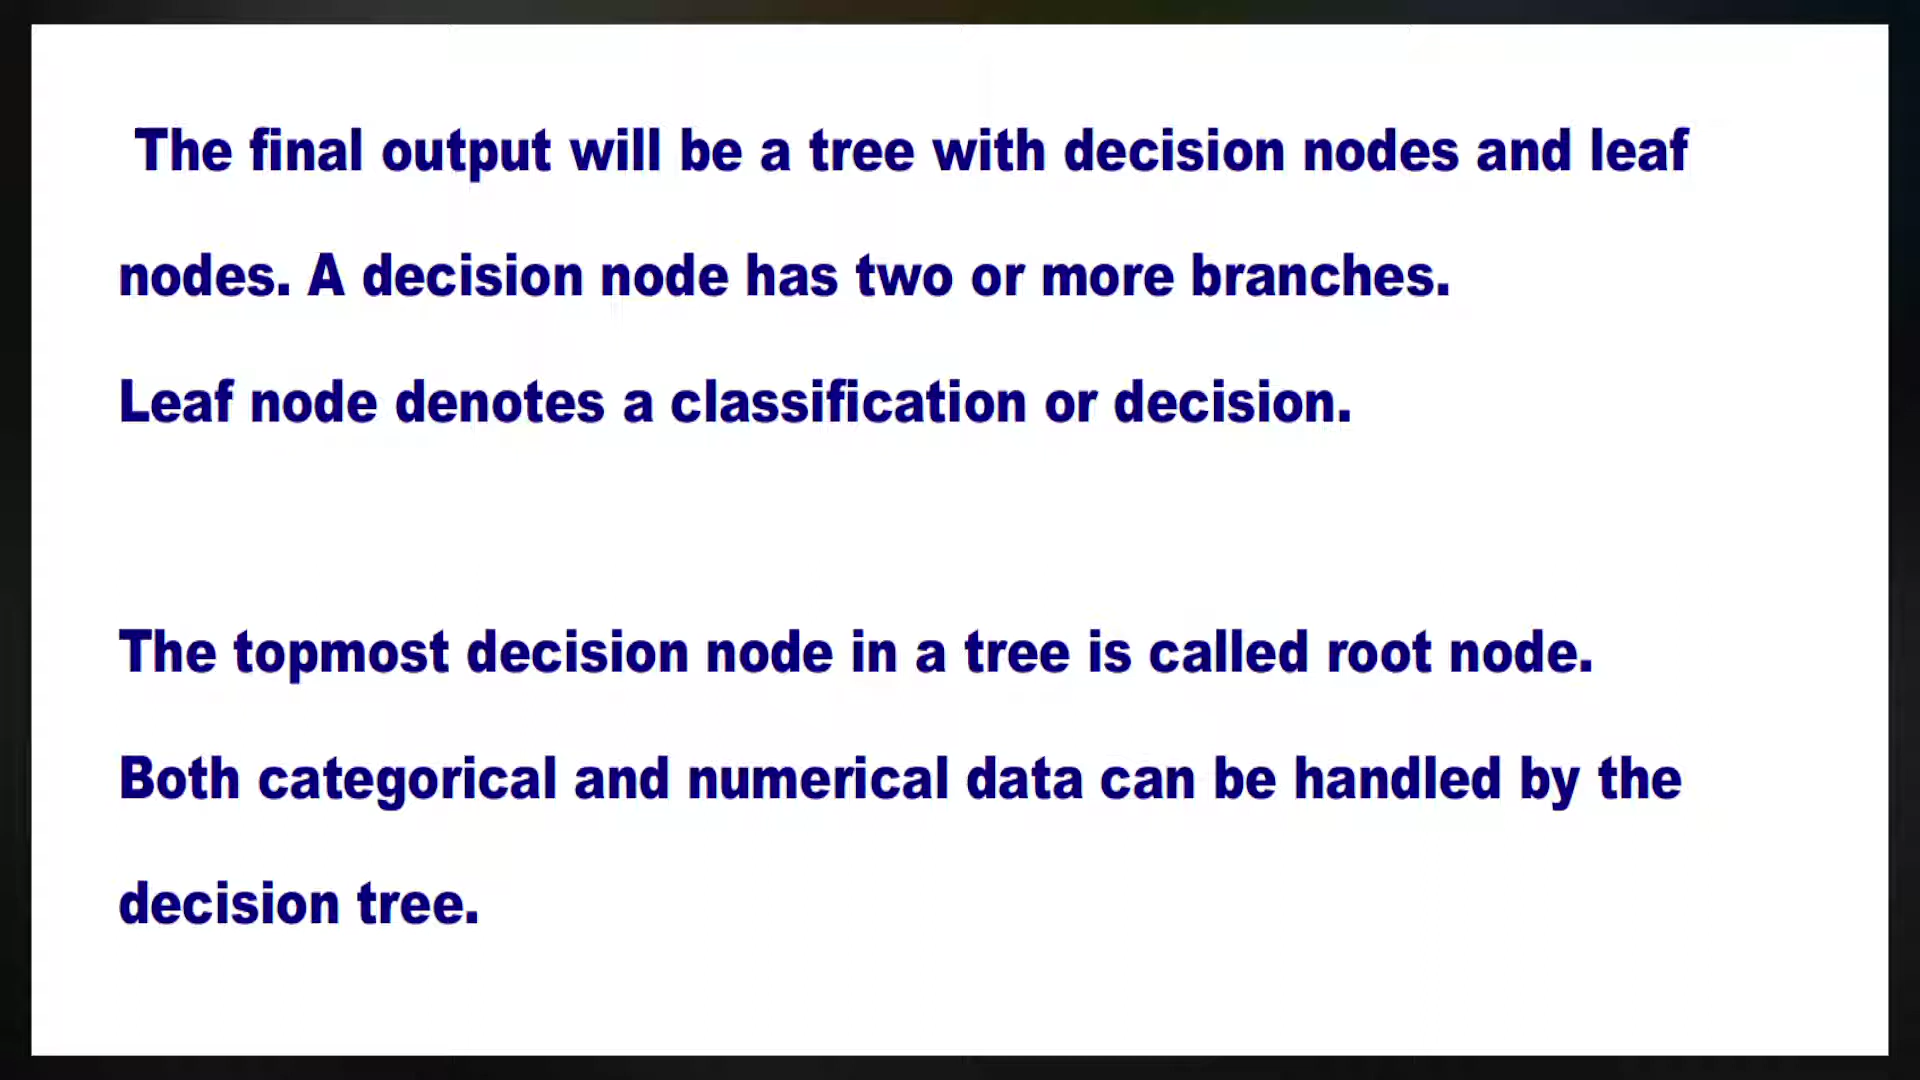 The final output will be a tree with decision nodes and leaf
nodes. A decision node has two or more branches.
Leaf node denotes a classification or decision.
The topmost decision node in a tree is called root node.
Both categorical and numerical data can be handled by the
decision tree.